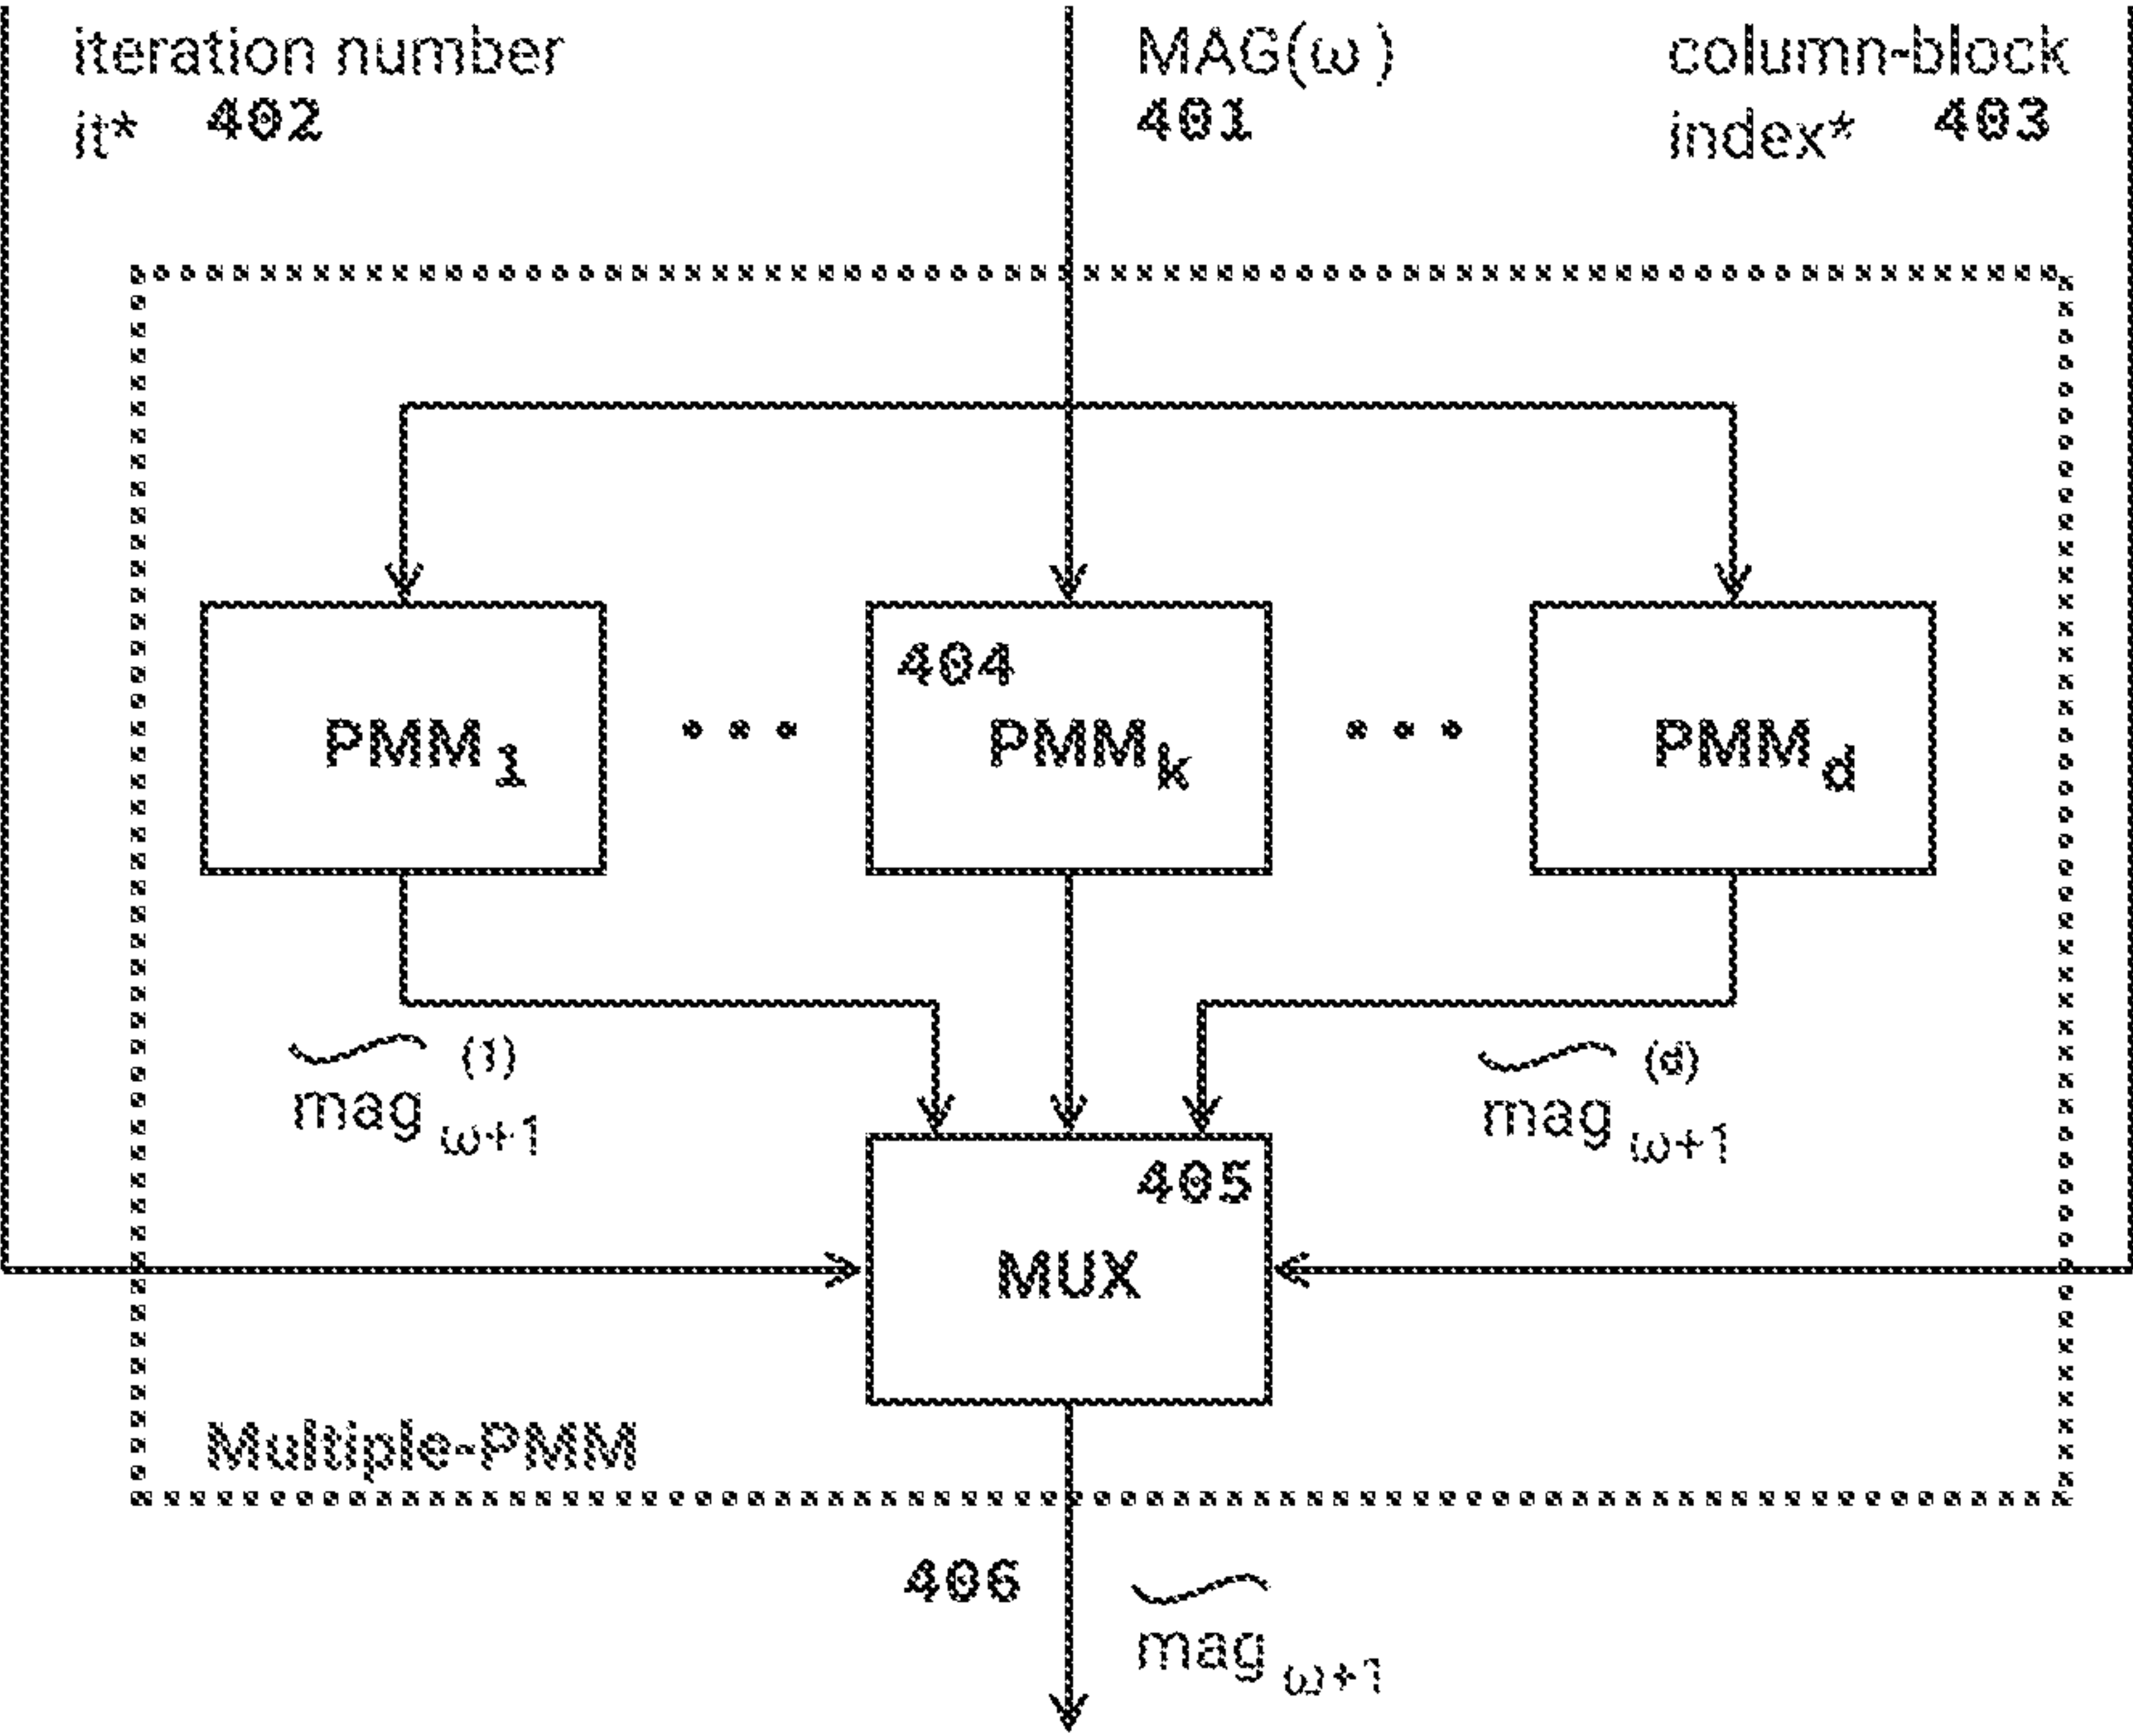 iteration number
it* 402
MAG(ω)
401
column-block
index* 403
404
PMM1 ••• PMMk ••• PMMd
mag ω+1 (1)
mag ω+1 (d)
405
MUX
Multiple-PMM
406
mag ω+1